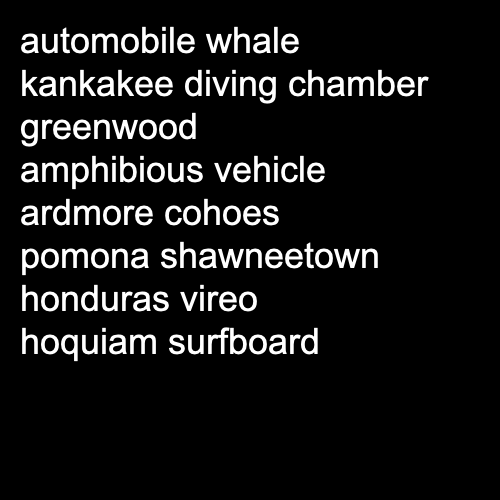 automobile whale
kankakee diving chamber
greenwood
amphibious vehicle
ardmore cohoes
pomona shawneetown
honduras vireo
hoquiam surfboard